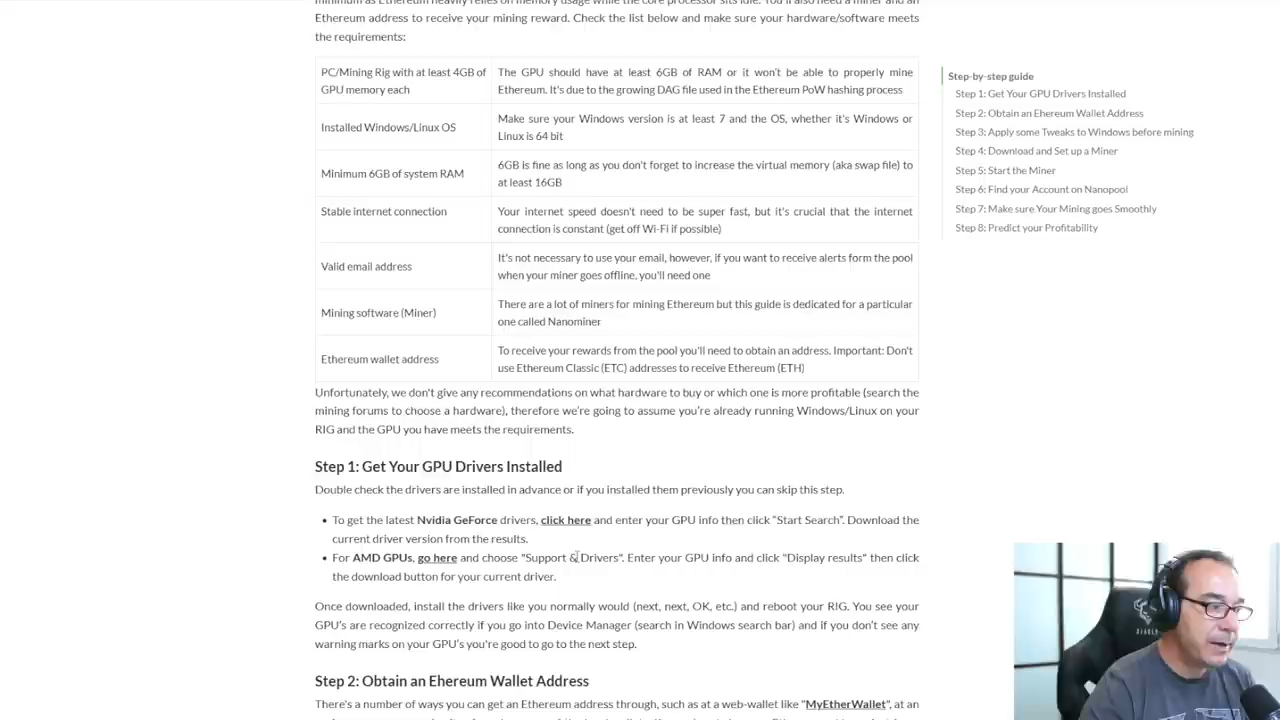 minimum as Ethereum heavily relies on memory usage while the core processor sits idle. You'll also need a miner and an
Ethereum address to receive your mining reward. Check the list below and make sure your hardware/software meets
the requirements:
PC/Mining Rig with at least 4GB of
GPU memory each
The GPU should have at least 6GB of RAM or it won't be able to properly mine
Ethereum. It's due to the growing DAG file used in the Ethereum PoW hashing process
Installed Windows/Linux OS
Make sure your Windows version is at least 7 and the OS, whether it's Windows or
Linux is 64 bit
Minimum 6GB of system RAM
6GB is fine as long as you don't forget to increase the virtual memory (aka swap file) to
at least 16GB
Stable internet connection
Your internet speed doesn't need to be super fast, but it's crucial that the internet
connection is constant (get off Wi-Fi if possible)
Valid email address
It's not necessary to use your email, however, if you want to receive alerts form the pool
when your miner goes offline, you'll need one
Mining software (Miner)
There are a lot of miners for mining Ethereum but this guide is dedicated for a particular
one called Nanominer
Ethereum wallet address
To receive your rewards from the pool you'll need to obtain an address. Important: Don't
use Ethereum Classic (ETC) addresses to receive Ethereum (ETH)
Unfortunately, we don't give any recommendations on what hardware to buy or which one is more profitable (search the
mining forums to choose a hardware), therefore we're going to assume you're already running Windows/Linux on your
RIG and the GPU you have meets the requirements.
Step 1: Get Your GPU Drivers Installed
Double check the drivers are installed in advance or if you installed them previously you can skip this step.
• To get the latest Nvidia GeForce drivers, click here and enter your GPU info then click "Start Search". Download the
current driver version from the results.
• For AMD GPUs, go here and choose "Support & Drivers". Enter your GPU info and click "Display results" then click
the download button for your current driver.
Once downloaded, install the drivers like you normally would (next, next, OK, etc.) and reboot your RIG. You see your
GPU's are recognized correctly if you go into Device Manager (search in Windows search bar) and if you don't see any
warning marks on your GPU's you're good to go to the next step.
Step 2: Obtain an Ehereum Wallet Address
There's a number of ways you can get an Ethereum address through, such as at a web-wallet like "MyEtherWallet", at an
Step-by-step guide
Step 1: Get Your GPU Drivers Installed
Step 2: Obtain an Ehereum Wallet Address
Step 3: Apply some Tweaks to Windows before mining
Step 4: Download and Set up a Miner
Step 5: Start the Miner
Step 6: Find your Account on Nanopool
Step 7: Make sure Your Mining goes Smoothly
Step 8: Predict your Profitability